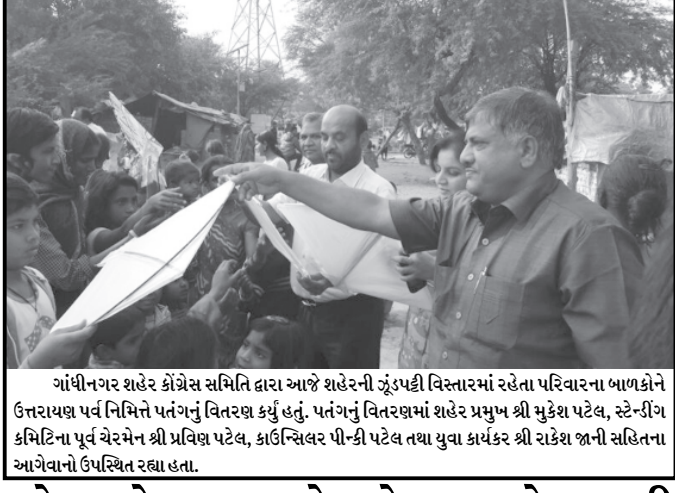 ગાંધીનગર શહેર કોંગ્રેસ સમિતિ દ્વારા આજે શહેરની ઝૂંડપટ્ટી વિસ્તારમાં રહેતા પરિવારના બાળકોને
ઉત્તરાયણ પર્વ નિમિત્તે પતંગનું વિતરણ કર્યું હતું. પતંગનું વિતરણમાં શહેર પ્રમુખ શ્રી મુકેશ પટેલ, સ્ટેન્ડીંગ
કમિટિના પૂર્વ ચેરમેન શ્રી પ્રવિણ પટેલ, કાઉન્સિલર પીન્કી પટેલ તથા યુવા કાર્યકર શ્રી રાકેશ જાની સહિતના
આગેવાનો ઉપસ્થિત રહ્યા હતા.